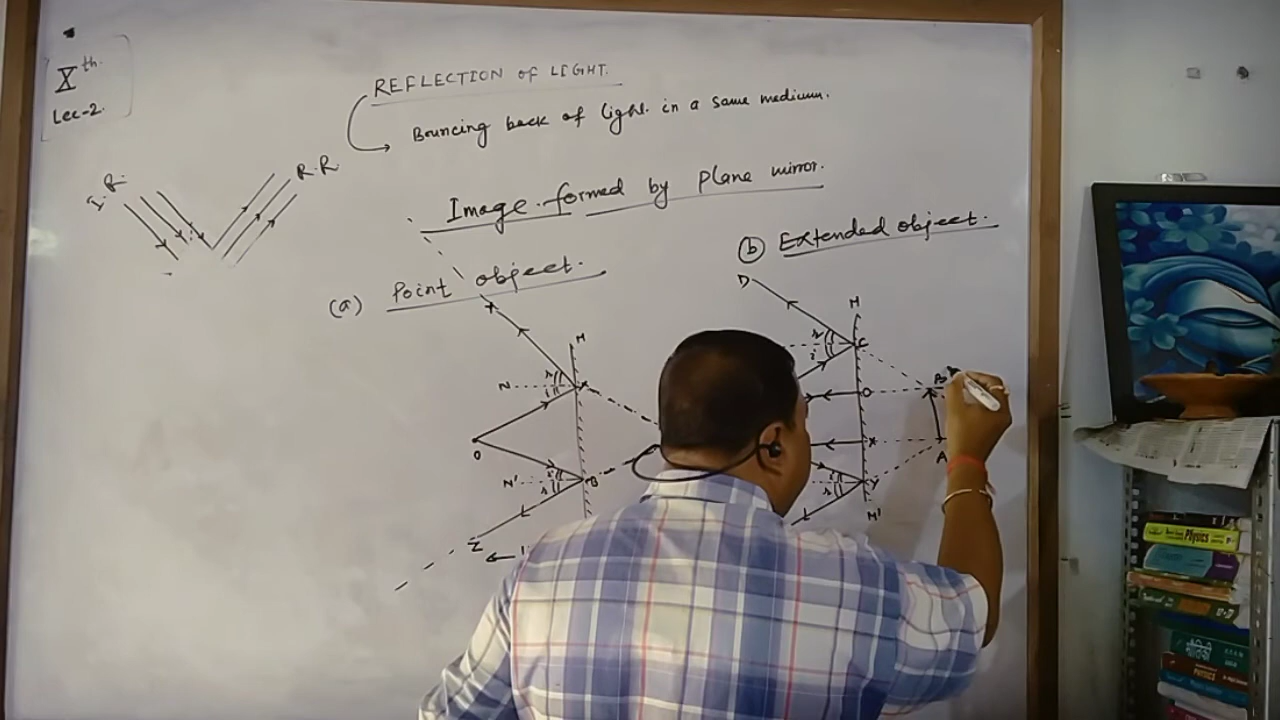 Xth.
Lec-2.
REFLECTION of LIGHT.
Bouncing back of light. in a same medium.
I.R.
R.R.
Image formed by plane mirror.
(a) Point object.
(b) Extended object.
M
N
r
i
X
O
N'
i
r
B
Z
D
M
r
i
C
O
B'
X
A
i
r
Y
M'
Physics
भौतिकी